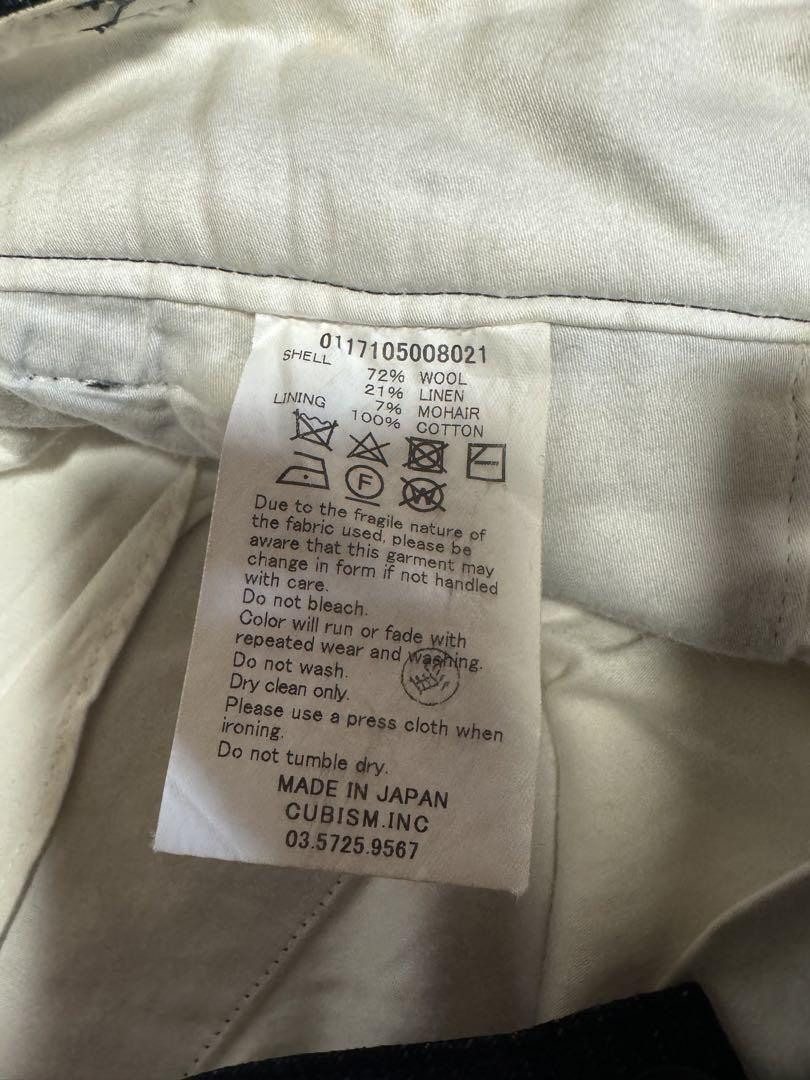 0117105008021
SHELL
72% WOOL
21% LINEN
7% MOHAIR
LINING
100% COTTON
F
W
Due to the fragile nature of
the fabric used, please be
aware that this garment may
change in form if not handled
with care.
Do not bleach.
Color will run or fade with
repeated wear and washing.
Do not wash.
Dry clean only.
Please use a press cloth when
ironing.
Do not tumble dry.
MADE IN JAPAN
CUBISM.INC
03.5725.9567